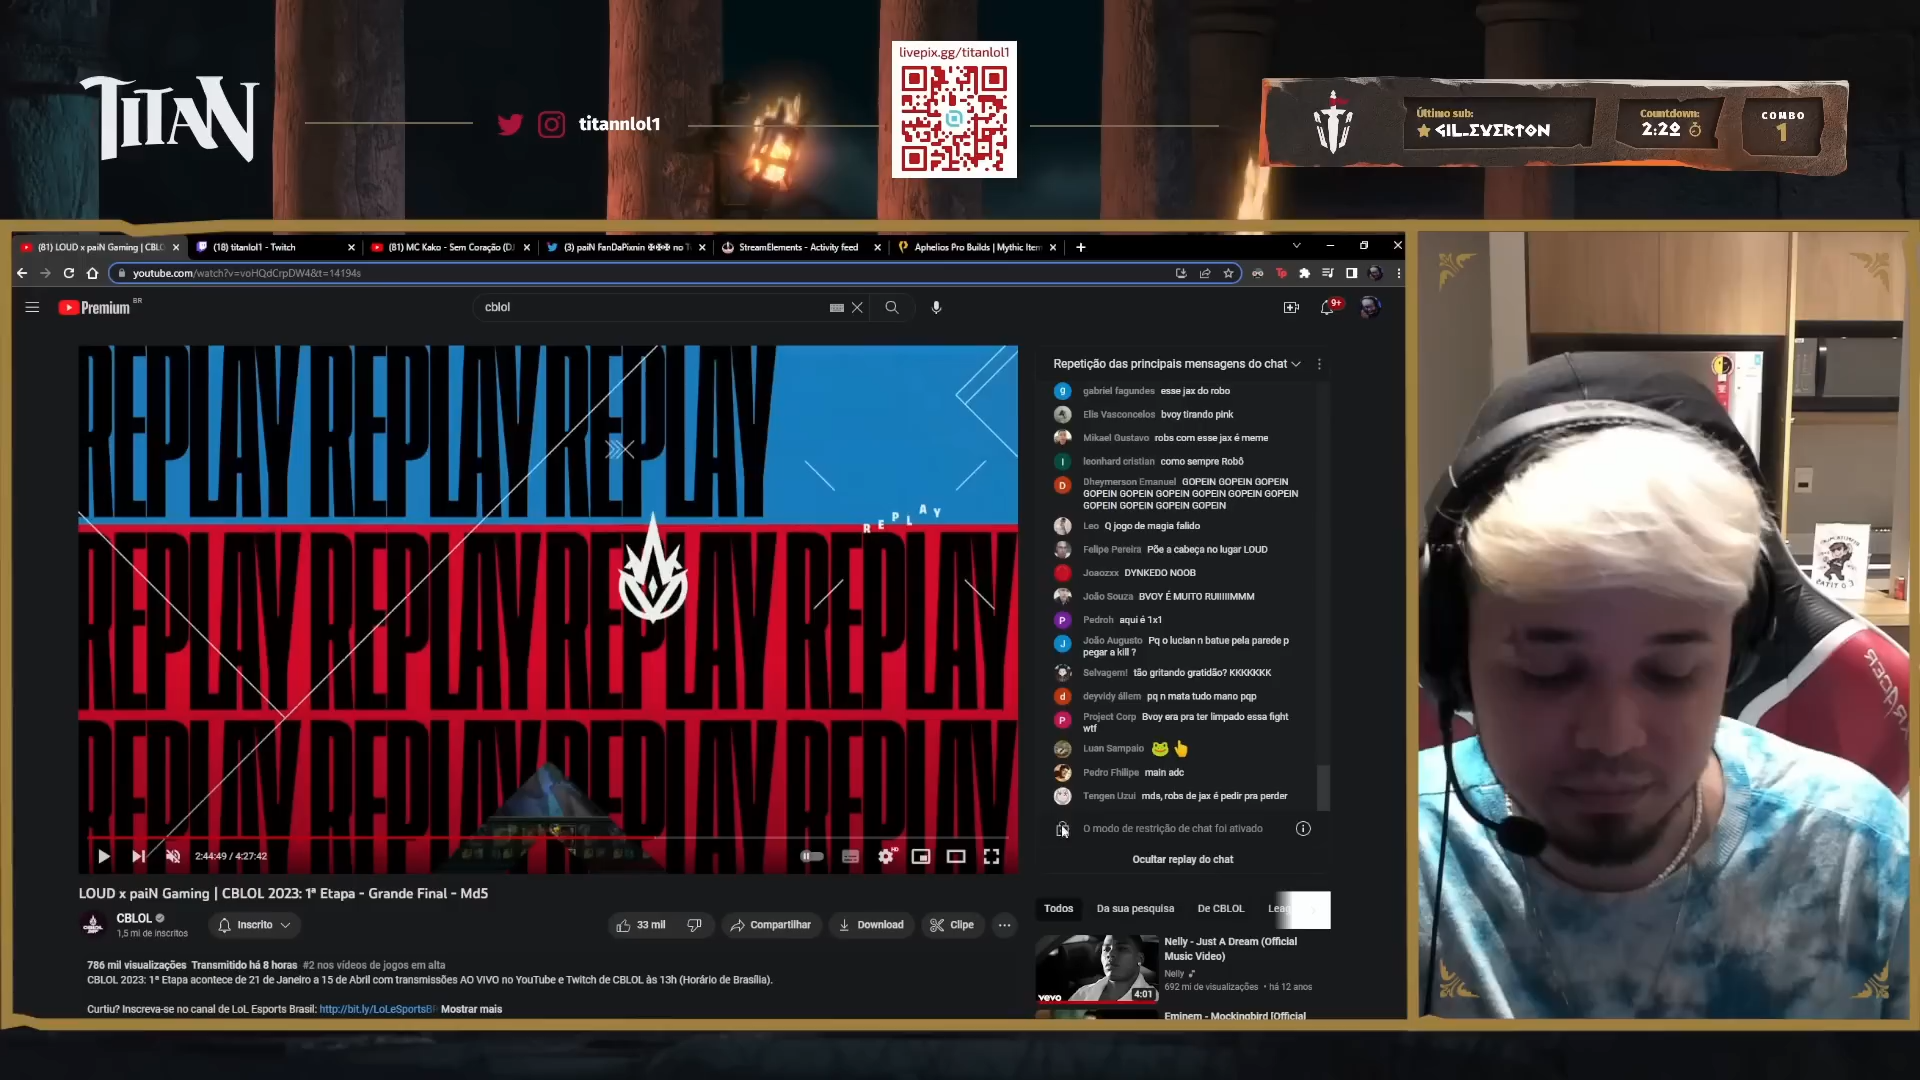 TITAN
titannlol1
livepix.gg/titanlol1
Último sub:
GIL_EVERTON
Countdown:
2:20
COMBO
1
(81) LOUD x paiN Gaming | CBLO
(18) titanlol1 - Twitch
(81) MC Kako - Sem Coração (DJ
(3) paiN FanDaPixnin
StreamElements - Activity feed
Aphelios Pro Builds | Mythic Item
youtube.com/watch?v=voHQdCrpDW4&t=14194s
Premium BR
cblol
9+
REPLAY REPLAY REPLAY REPLAY
REPLAY
REPLAY REPLAY REPLAY REPLAY
REPLAY REPLAY REPLAY REPLAY
2:44:49 / 4:27:42
HD
Repetição das principais mensagens do chat
gabriel fagundes esse jax do robo
Elis Vasconcelos bvoy tirando pink
Mikael Gustavo robs com esse jax é meme
leonhard cristian como sempre Robô
Dheymerson Emanuel GOPEIN GOPEIN GOPEIN
GOPEIN GOPEIN GOPEIN GOPEIN GOPEIN GOPEIN
GOPEIN GOPEIN GOPEIN GOPEIN
Leo Q jogo de magia falido
Felipe Pereira Põe a cabeça no lugar LOUD
Joaozxx DYNKEDO NOOB
João Souza BVOY É MUITO RUIIIIIMMM
Pedroh aqui é 1x1
João Augusto Pq o lucian n batue pela parede p
pegar a kill ?
Selvagem! tão gritando gratidão? KKKKKKK
deyvidy állem pq n mata tudo mano pqp
Project Corp Bvoy era pra ter limpado essa fight
wtf
Luan Sampaio 🐸👆
Pedro Fhilipe main adc
Tengen Uzui mds, robs de jax é pedir pra perder
O modo de restrição de chat foi ativado
Ocultar replay do chat
LOUD x paiN Gaming | CBLOL 2023: 1ª Etapa - Grande Final - Md5
CBLOL
1,5 mi de inscritos
Inscrito
33 mil
Compartilhar
Download
Clipe
786 mil visualizações Transmitido há 8 horas #2 nos vídeos de jogos em alta
CBLOL 2023: 1ª Etapa acontece de 21 de Janeiro a 15 de Abril com transmissões AO VIVO no YouTube e Twitch de CBLOL às 13h (Horário de Brasília).
Curtiu? Inscreva-se no canal de LoL Esports Brasil: http://bit.ly/LoLeSportsB Mostrar mais
Todos
Da sua pesquisa
De CBLOL
Leag
Nelly - Just A Dream (Official
Music Video)
Nelly
692 mi de visualizações • há 12 anos
vevo
4:01
Eminem - Mockingbird [Official